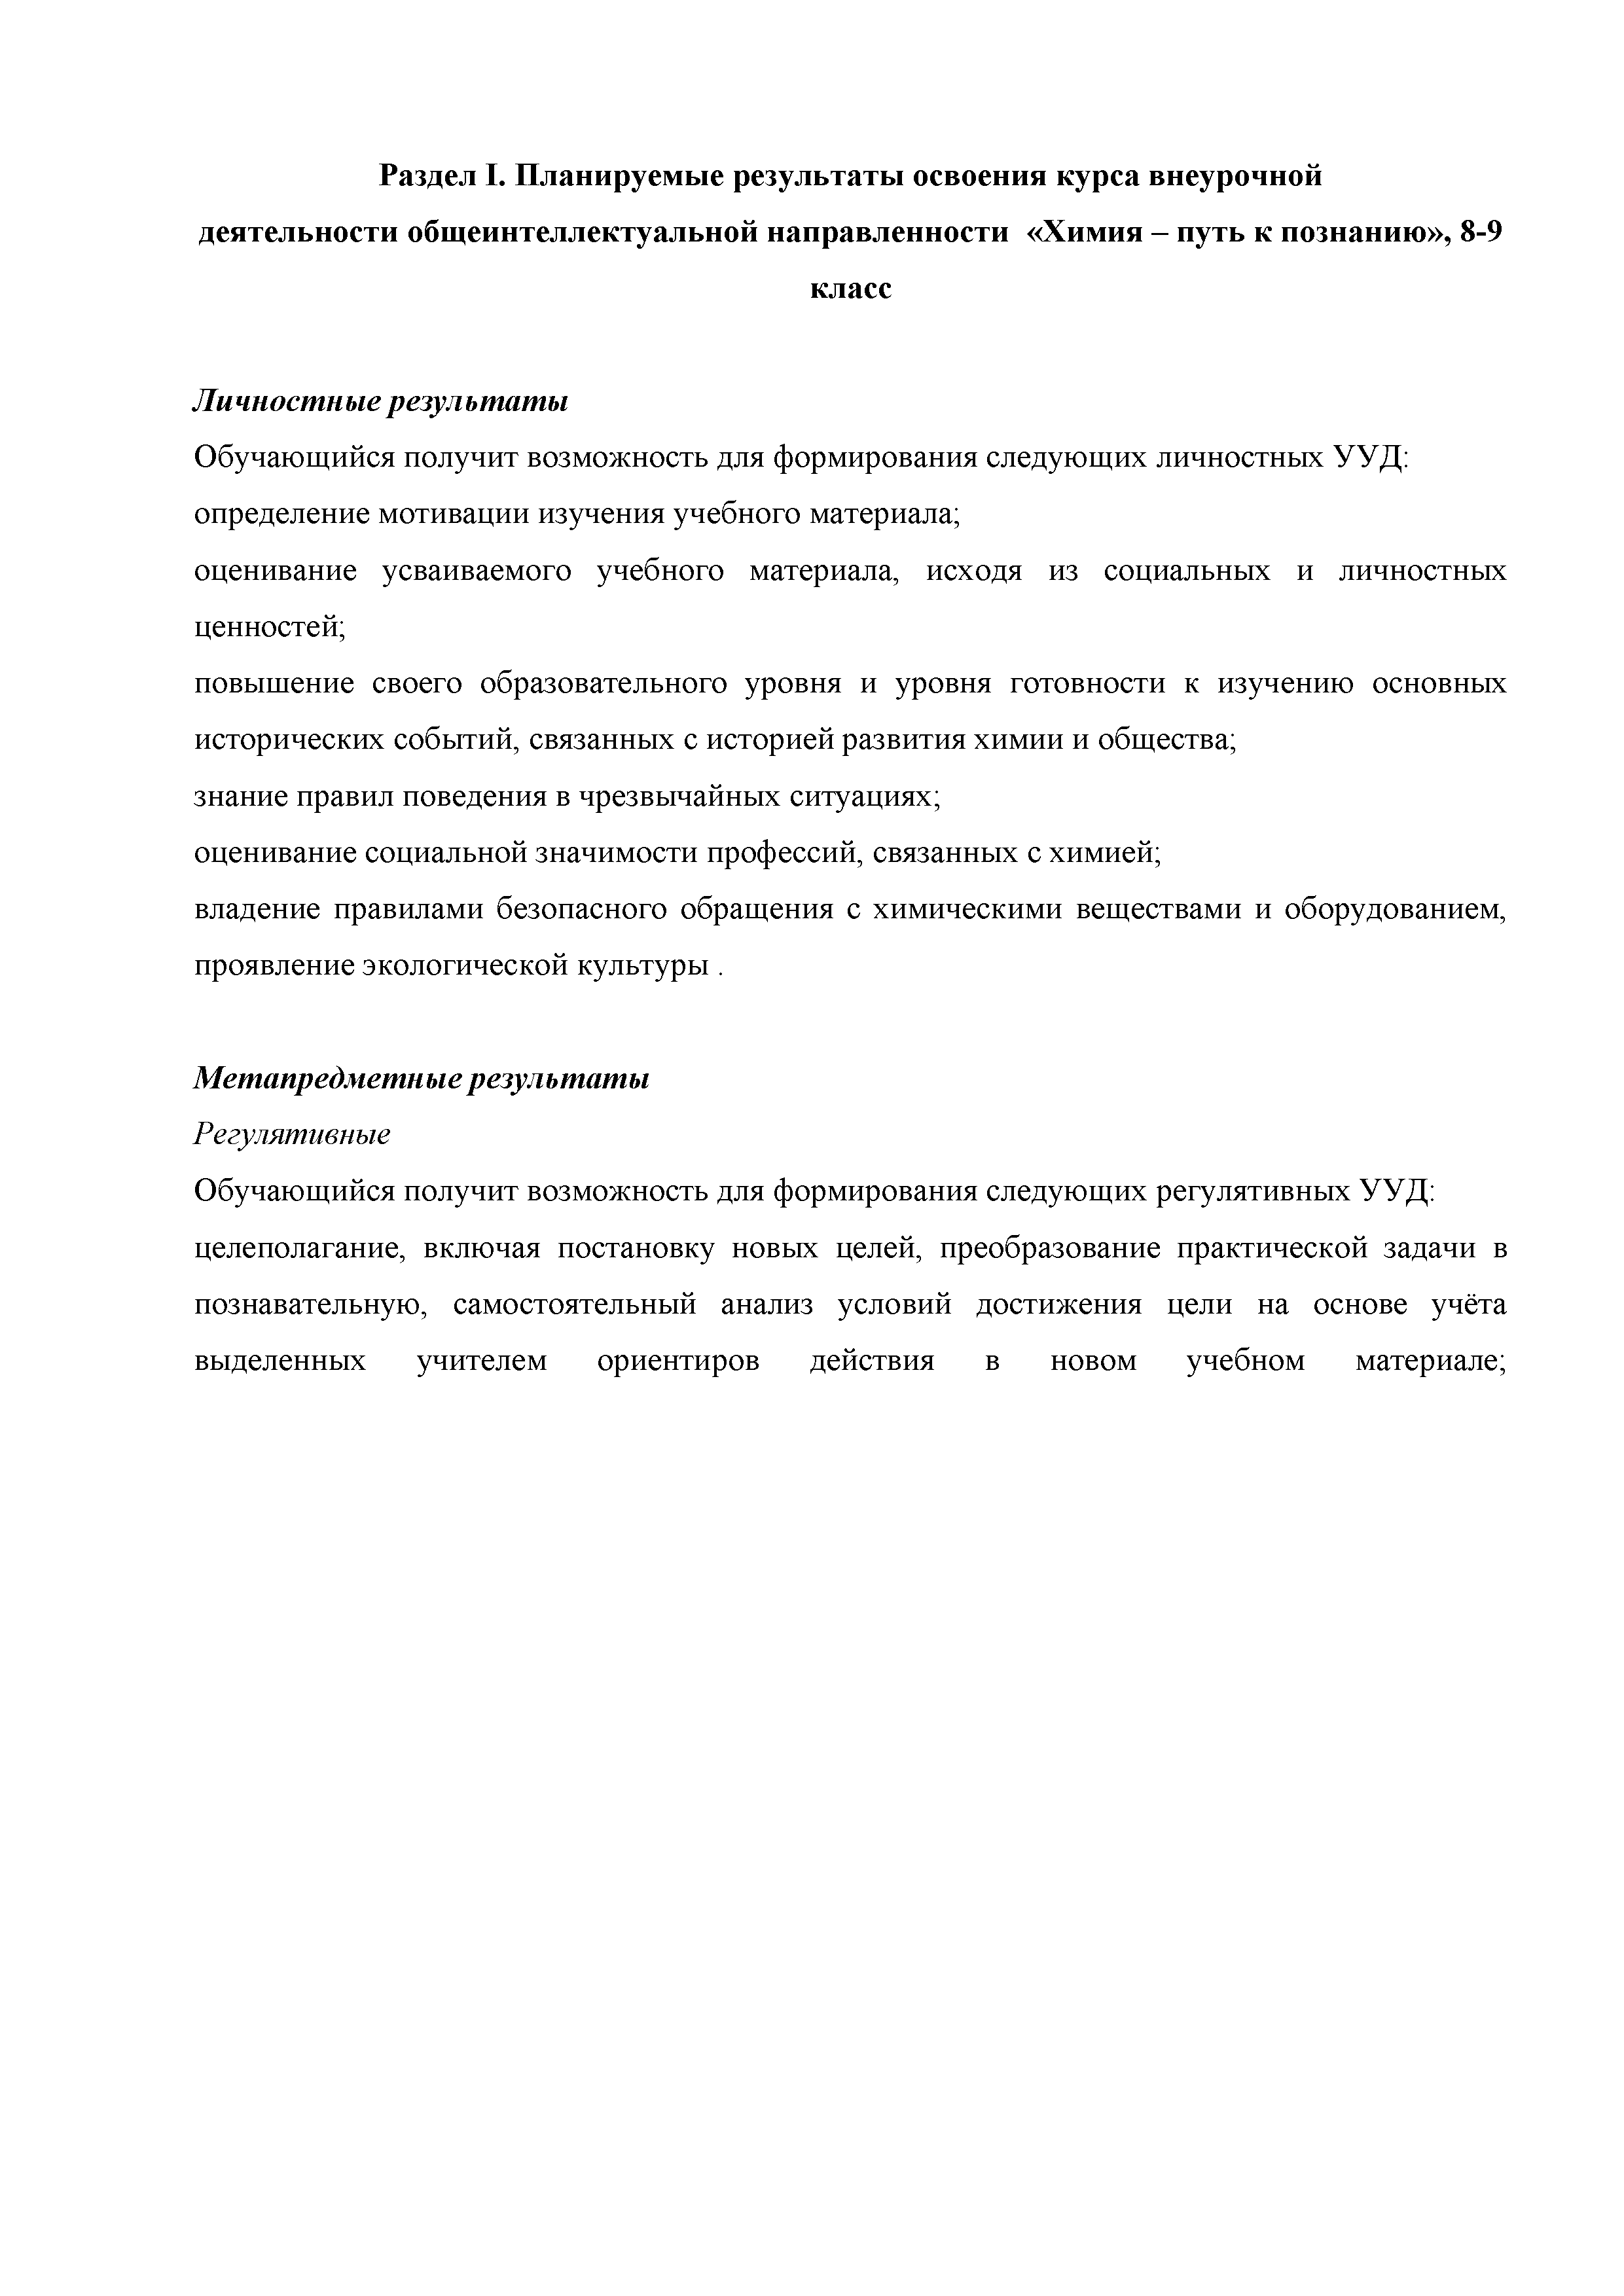 Раздел I. Планируемые результаты освоения курса внеурочной
деятельности общеинтеллектуальной направленности «Химия – путь к познанию», 8-9
класс
Личностные результаты
Обучающийся получит возможность для формирования следующих личностных УУД:
определение мотивации изучения учебного материала;
оценивание усваиваемого учебного материала, исходя из социальных и личностных
ценностей;
повышение своего образовательного уровня и уровня готовности к изучению основных
исторических событий, связанных с историей развития химии и общества;
знание правил поведения в чрезвычайных ситуациях;
оценивание социальной значимости профессий, связанных с химией;
владение правилами безопасного обращения с химическими веществами и оборудованием,
проявление экологической культуры .
Метапредметные результаты
Регулятивные
Обучающийся получит возможность для формирования следующих регулятивных УУД:
целеполагание, включая постановку новых целей, преобразование практической задачи в
познавательную, самостоятельный анализ условий достижения цели на основе учёта
выделенных учителем ориентиров действия в новом учебном материале;